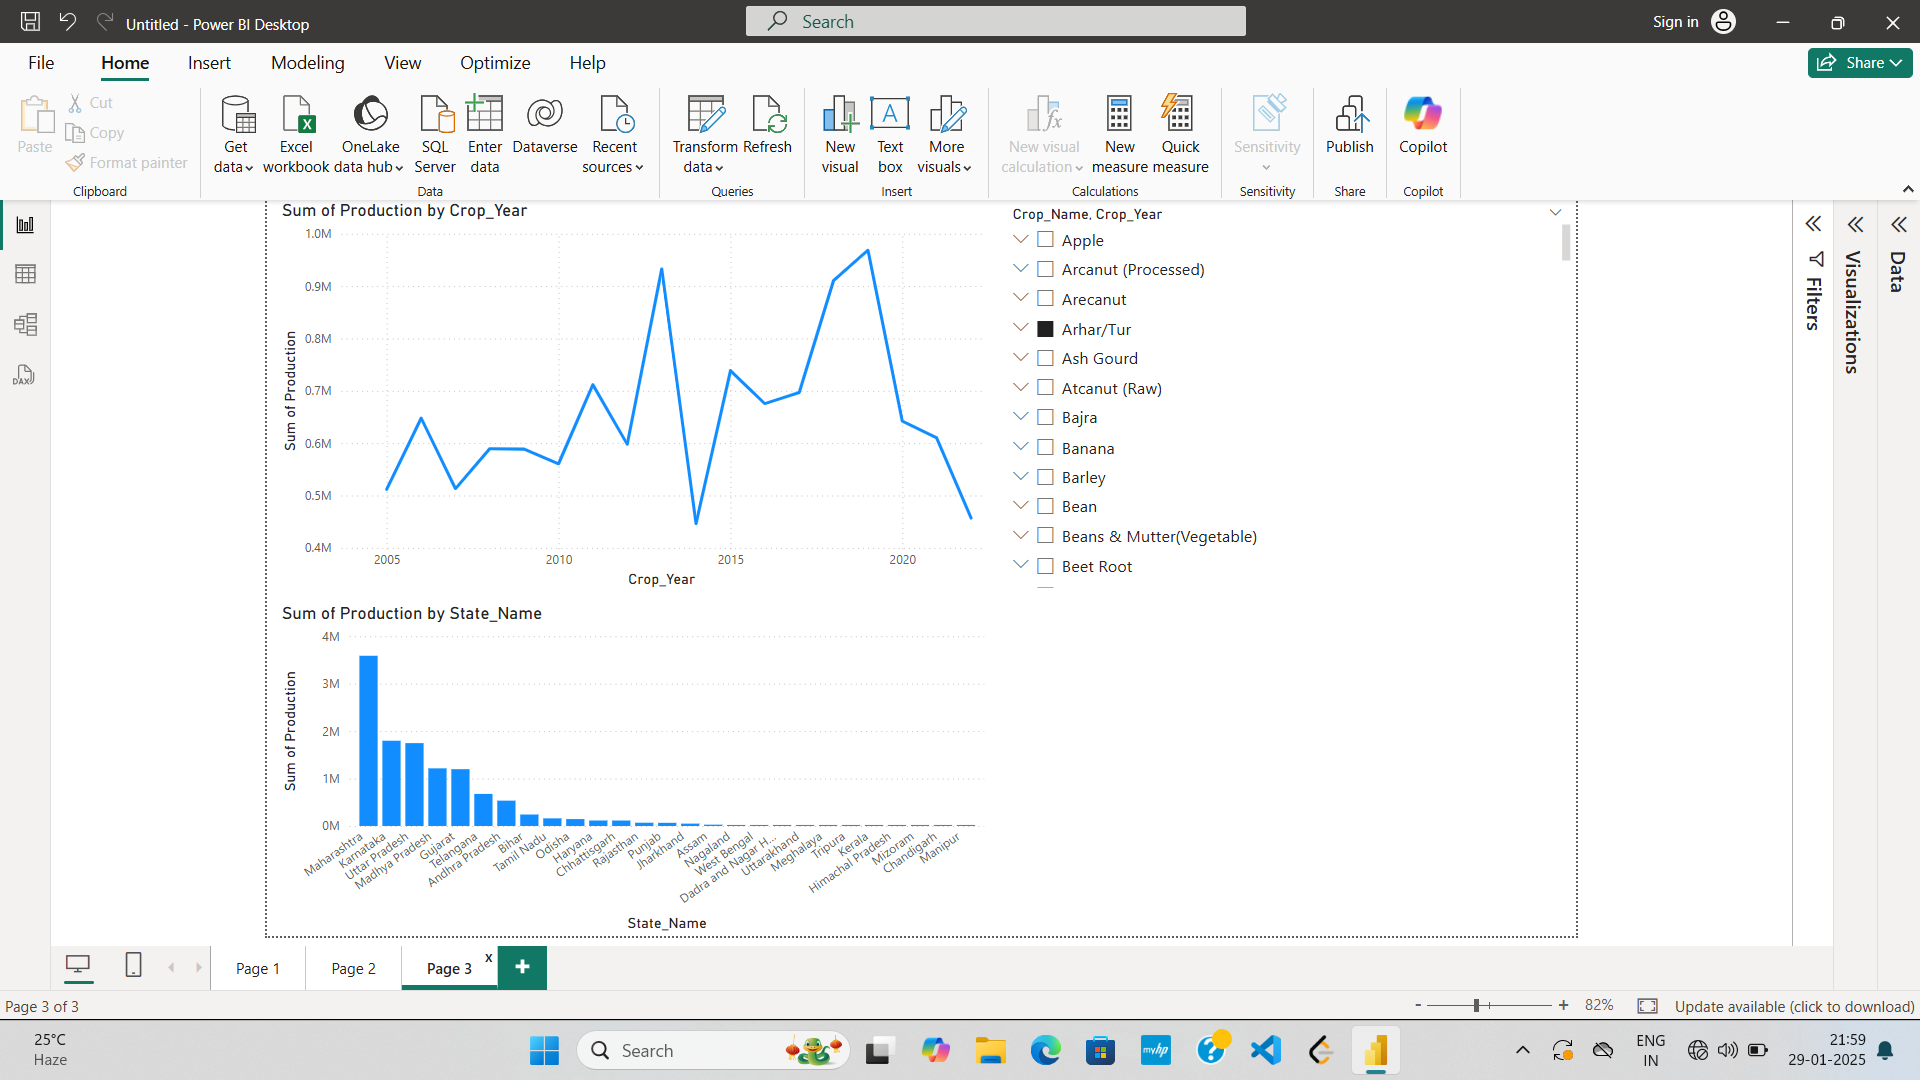 Untitled - Power BI Desktop
Search
Sign in
File
Home
Insert
Modeling
View
Optimize
Help
Share
Paste
Cut
Copy
Format painter
Clipboard
Get data
Excel workbook
OneLake data hub
SQL Server
Enter data
Dataverse
Recent sources
Data
Transform data
Refresh
Queries
New visual
Text box
More visuals
Insert
New visual calculation
New measure
Quick measure
Calculations
Sensitivity
Sensitivity
Publish
Share
Copilot
Copilot
Sum of Production by Crop_Year
1.0M
0.9M
0.8M
0.7M
0.6M
0.5M
0.4M
Sum of Production
2005
2010
2015
2020
Crop_Year
Crop_Name, Crop_Year
Apple
Arcanut (Processed)
Arecanut
Arhar/Tur
Ash Gourd
Atcanut (Raw)
Bajra
Banana
Barley
Bean
Beans & Mutter(Vegetable)
Beet Root
Filters
Visualizations
Data
DAX
Sum of Production by State_Name
4M
3M
2M
1M
0M
Sum of Production
Maharashtra
Karnataka
Uttar Pradesh
Madhya Pradesh
Gujarat
Telangana
Andhra Pradesh
Bihar
Tamil Nadu
Odisha
Haryana
Chhattisgarh
Rajasthan
Punjab
Jharkhand
Assam
Nagaland
West Bengal
Dadra and Nagar H...
Uttarakhand
Meghalaya
Tripura
Kerala
Himachal Pradesh
Mizoram
Chandigarh
Manipur
State_Name
Page 1
Page 2
Page 3
x
+
Page 3 of 3
- + 82%
Update available (click to download)
25°C
Haze
Search
myhp
ENG
IN
21:59
29-01-2025